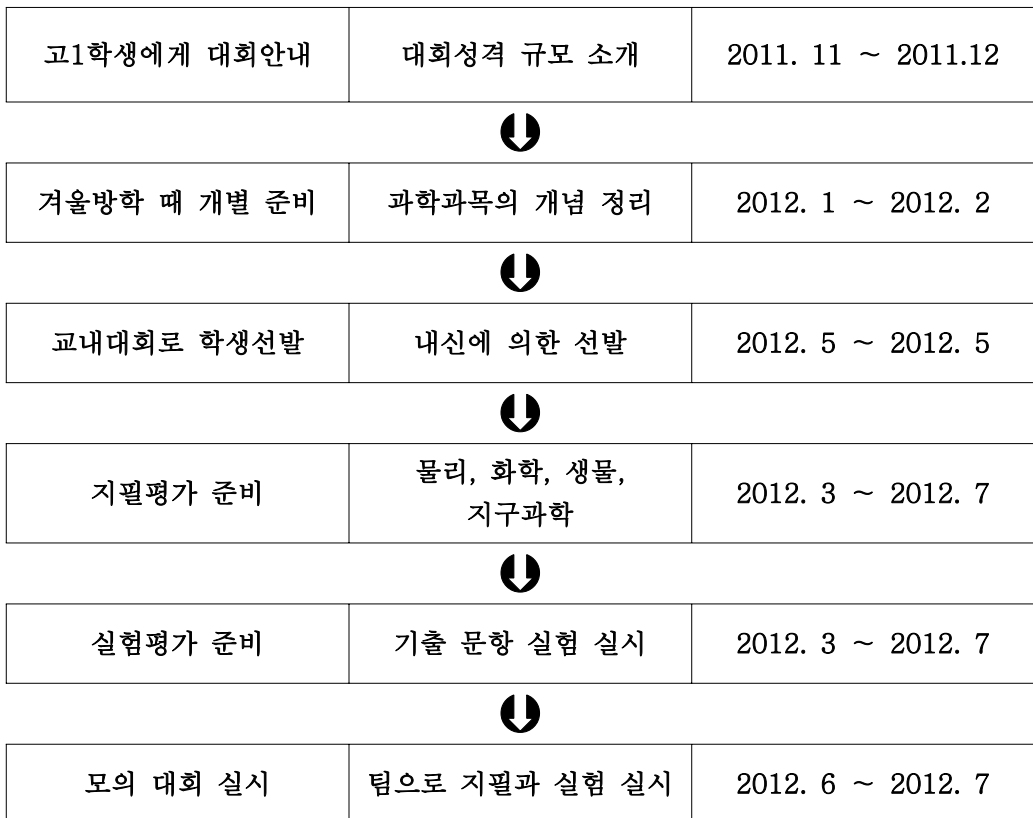 고1학생에게 대회안내
대회성격 규모 소개
2011. 11 ~ 2011.12
겨울방학 때 개별 준비
과학과목의 개념 정리
2012. 1 ~ 2012. 2
교내대회로 학생선발
내신에 의한 선발
2012. 5 ~ 2012. 5
지필평가 준비
물리, 화학, 생물,
지구과학
2012. 3 ~ 2012. 7
실험평가 준비
기출 문항 실험 실시
2012. 3 ~ 2012. 7
모의 대회 실시
팀으로 지필과 실험 실시
2012. 6 ~ 2012. 7